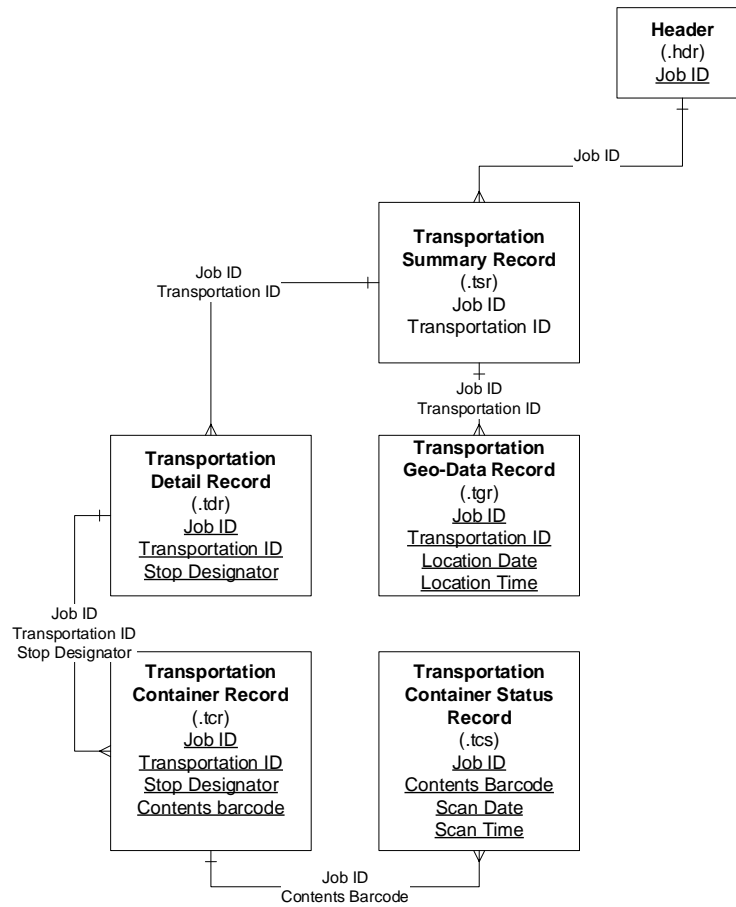 Header
(.hdr)
Job ID
Job ID
Transportation
Summary Record
(.tsr)
Job ID
Transportation ID
Job ID
Transportation ID
Job ID
Transportation ID
Transportation
Detail Record
(.tdr)
Job ID
Transportation ID
Stop Designator
Transportation
Geo-Data Record
(.tgr)
Job ID
Transportation ID
Location Date
Location Time
Job ID
Transportation ID
Stop Designator
Transportation
Container Record
(.tcr)
Job ID
Transportation ID
Stop Designator
Contents barcode
Transportation
Container Status
Record
(.tcs)
Job ID
Contents Barcode
Scan Date
Scan Time
Job ID
Contents Barcode